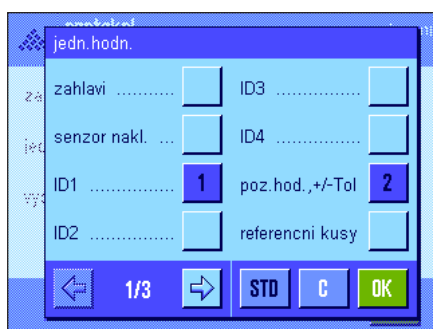 protokol
jedn.hodn.
zahlavi ..........
senzor nakl. ...
ID1 ...............
1
ID2 ...............
ID3 ...............
ID4 ...............
poz.hod.,+/-Tol
2
referencni kusy
1/3
STD
C
OK